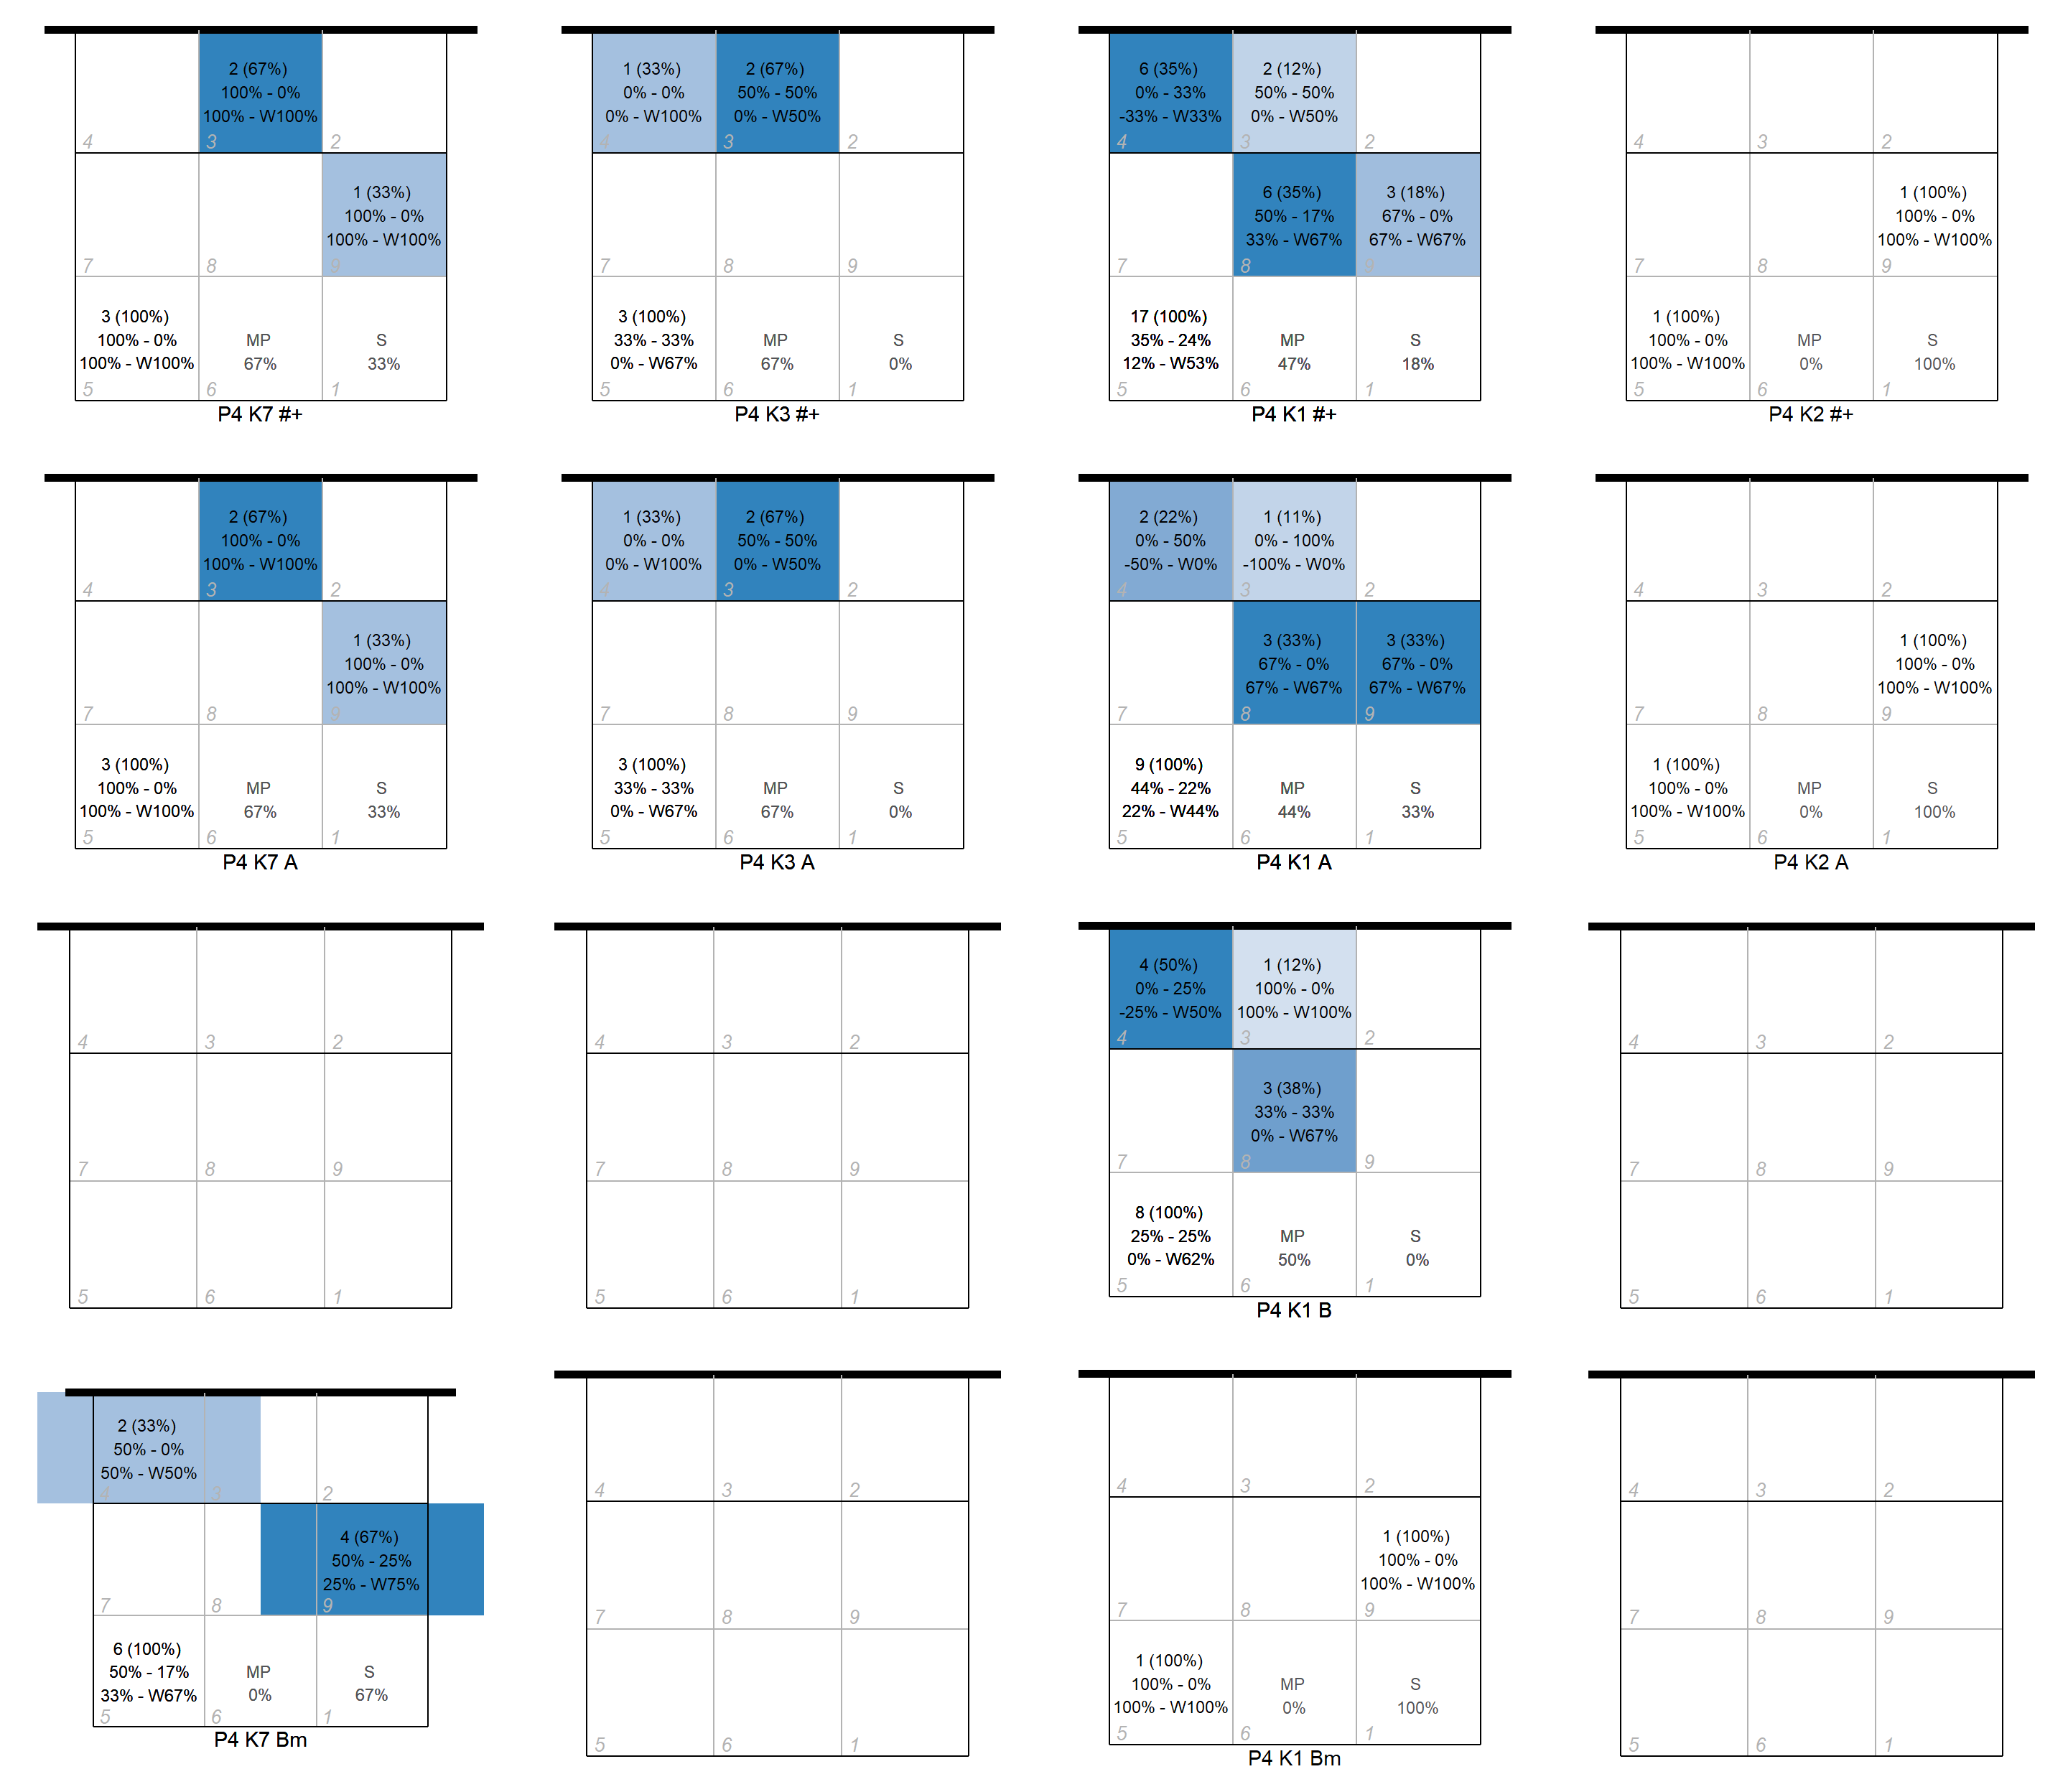 2 (67%)
100% - 0%
100% - W100%
4 3 2
1 (33%)
100% - 0%
100% - W100%
7 8 9
3 (100%)
100% - 0%
100% - W100%
MP
67%
S
33%
5 6 1
P4 K7 #+
1 (33%)
0% - 0%
0% - W100%
2 (67%)
50% - 50%
0% - W50%
4 3 2
7 8 9
3 (100%)
33% - 33%
0% - W67%
MP
67%
S
0%
5 6 1
P4 K3 #+
6 (35%)
0% - 33%
-33% - W33%
2 (12%)
50% - 50%
0% - W50%
4 3 2
6 (35%)
50% - 17%
33% - W67%
3 (18%)
67% - 0%
67% - W67%
7 8 9
17 (100%)
35% - 24%
12% - W53%
MP
47%
S
18%
5 6 1
P4 K1 #+
4 3 2
1 (100%)
100% - 0%
100% - W100%
7 8 9
1 (100%)
100% - 0%
100% - W100%
MP
0%
S
100%
5 6 1
P4 K2 #+
2 (67%)
100% - 0%
100% - W100%
4 3 2
1 (33%)
100% - 0%
100% - W100%
7 8 9
3 (100%)
100% - 0%
100% - W100%
MP
67%
S
33%
5 6 1
P4 K7 A
1 (33%)
0% - 0%
0% - W100%
2 (67%)
50% - 50%
0% - W50%
4 3 2
7 8 9
3 (100%)
33% - 33%
0% - W67%
MP
67%
S
0%
5 6 1
P4 K3 A
2 (22%)
0% - 50%
-50% - W0%
1 (11%)
0% - 100%
-100% - W0%
4 3 2
3 (33%)
67% - 0%
67% - W67%
3 (33%)
67% - 0%
67% - W67%
7 8 9
9 (100%)
44% - 22%
22% - W44%
MP
44%
S
33%
5 6 1
P4 K1 A
4 3 2
1 (100%)
100% - 0%
100% - W100%
7 8 9
1 (100%)
100% - 0%
100% - W100%
MP
0%
S
100%
5 6 1
P4 K2 A
4 3 2
7 8 9
5 6 1
4 3 2
7 8 9
5 6 1
4 (50%)
0% - 25%
-25% - W50%
1 (12%)
100% - 0%
100% - W100%
4 3 2
3 (38%)
33% - 33%
0% - W67%
7 8 9
8 (100%)
25% - 25%
0% - W62%
MP
50%
S
0%
5 6 1
P4 K1 B
4 3 2
7 8 9
5 6 1
2 (33%)
50% - 0%
50% - W50%
4 3 2
4 (67%)
50% - 25%
25% - W75%
7 8 9
6 (100%)
50% - 17%
33% - W67%
MP
0%
S
67%
5 6 1
P4 K7 Bm
4 3 2
7 8 9
5 6 1
4 3 2
1 (100%)
100% - 0%
100% - W100%
7 8 9
1 (100%)
100% - 0%
100% - W100%
MP
0%
S
100%
5 6 1
P4 K1 Bm
4 3 2
7 8 9
5 6 1